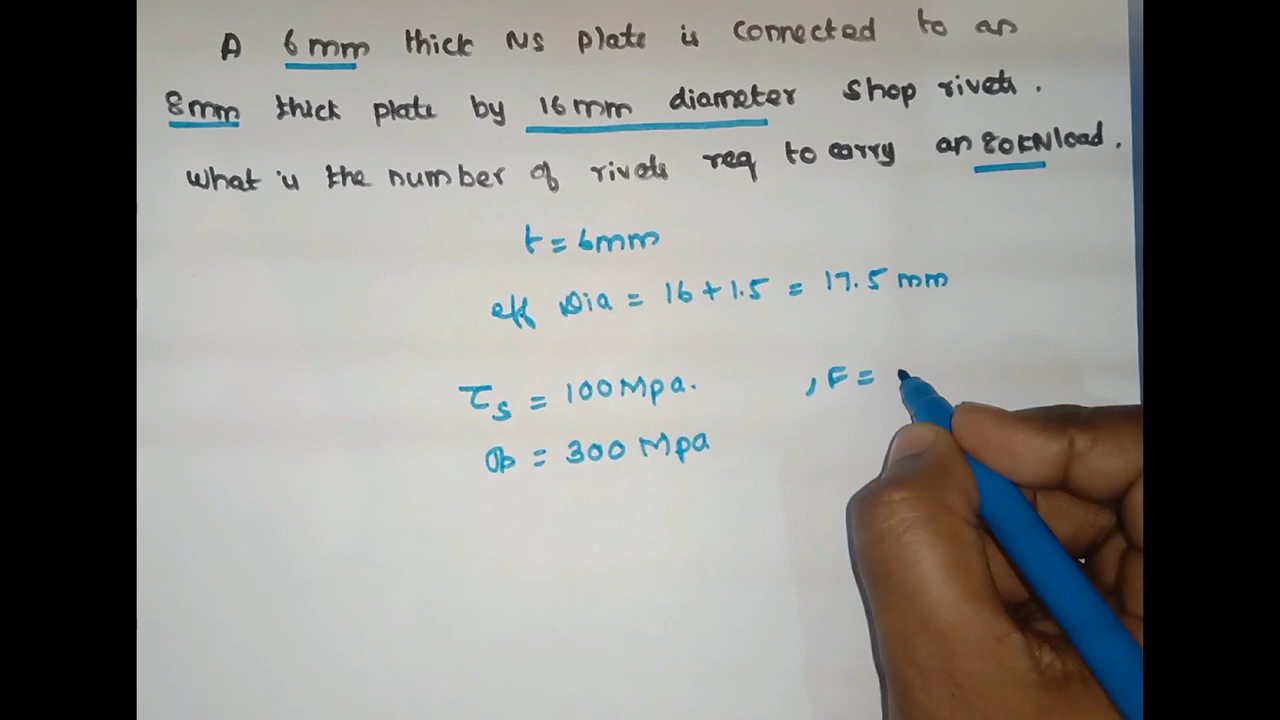 A 6 mm thick MS plate is connected to an
8mm thick plate by 16 mm diameter shop rivets.
What is the number of rivets req to carry an 80kN load.
t = 6mm
eff Dia = 16 + 1.5 = 17.5 mm
τs = 100 Mpa. , F =
σb = 300 Mpa